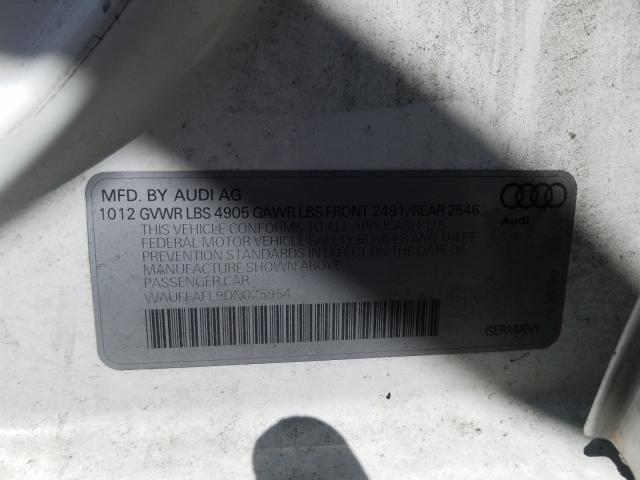 MFD. BY AUDI AG
1012 GVWR LBS 4905 GAWR LBS FRONT 2491/REAR 2546
THIS VEHICLE CONFORMS TO ALL APPLICABLE U.S.
FEDERAL MOTOR VEHICLE SAFETY, BUMPER AND THEFT
PREVENTION STANDARDS IN EFFECT ON THE DATE OF
MANUFACTURE SHOWN ABOVE
PASSENGER CAR
WAUFFAFL9DN025954
Audi
GERMANY